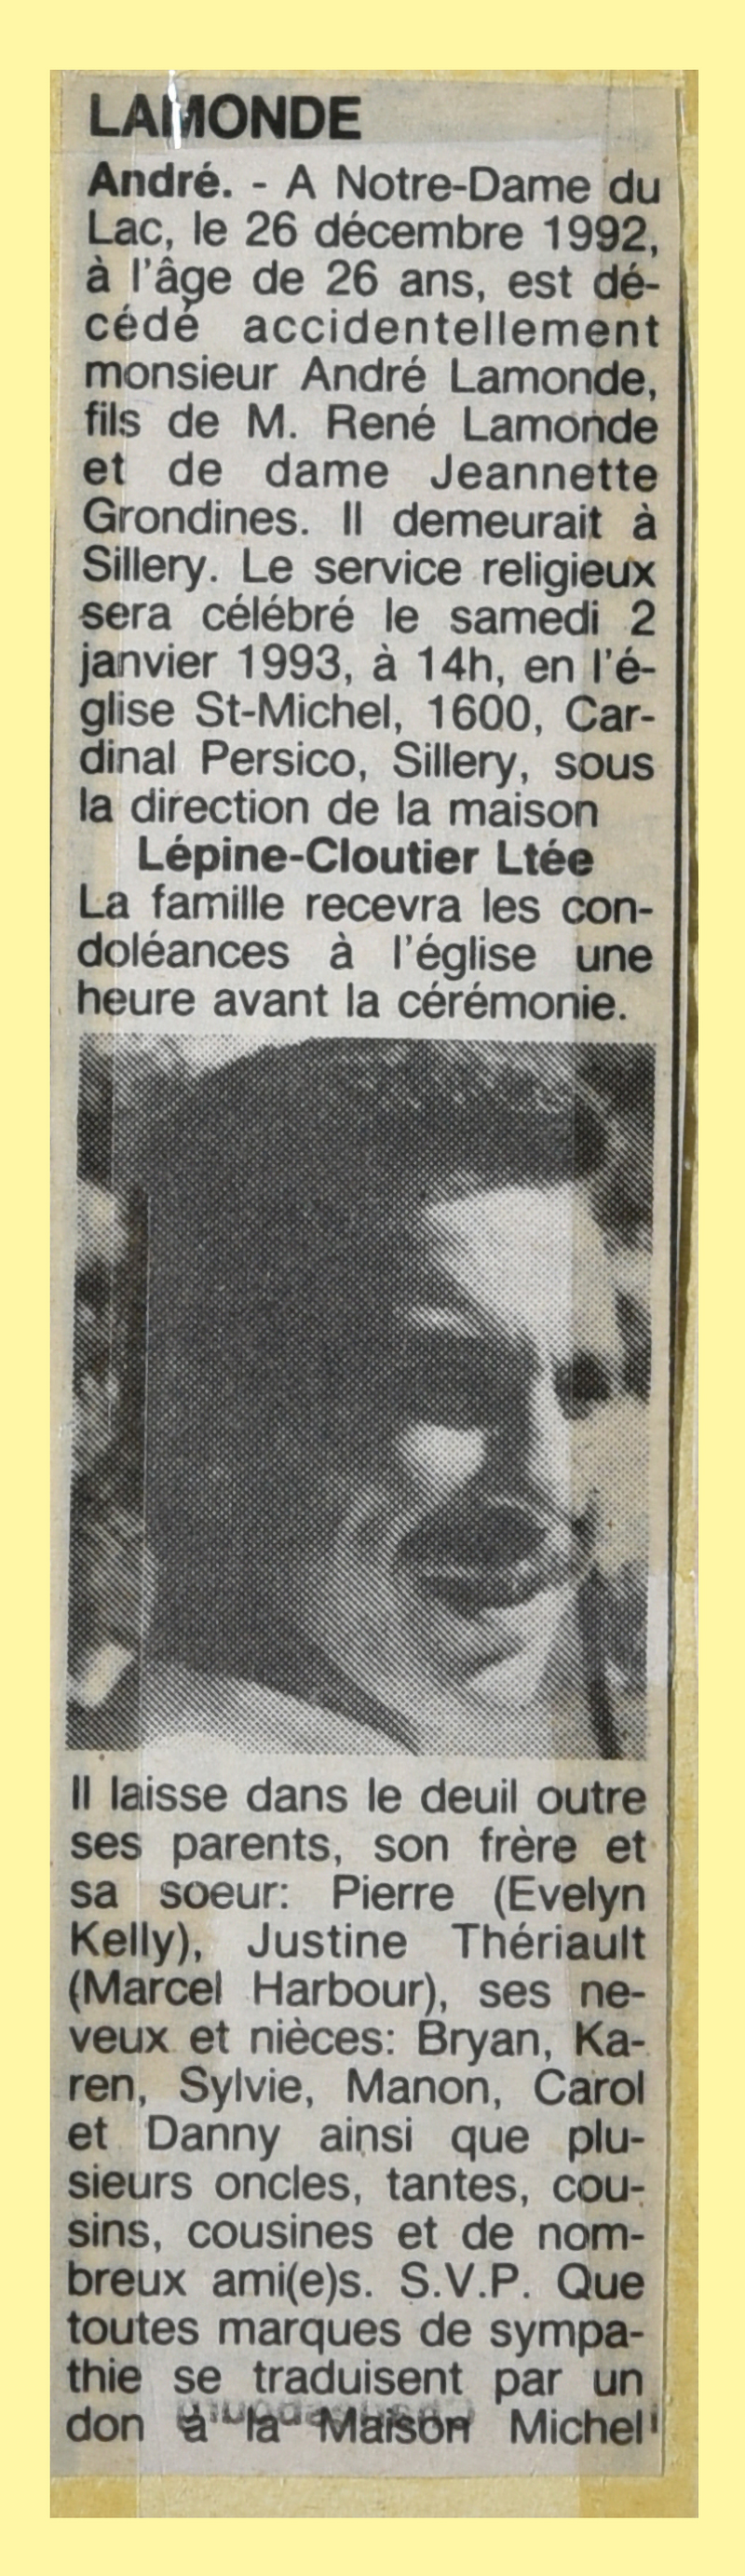 LAMONDE
André. - A Notre-Dame du
Lac, le 26 décembre 1992,
à l'âge de 26 ans, est dé-
cédé accidentellement
monsieur André Lamonde,
fils de M. René Lamonde
et de dame Jeannette
Grondines. Il demeurait à
Sillery. Le service religieux
sera célébré le samedi 2
janvier 1993, à 14h, en l'é-
glise St-Michel, 1600, Car-
dinal Persico, Sillery, sous
la direction de la maison
Lépine-Cloutier Ltée
La famille recevra les con-
doléances à l'église une
heure avant la cérémonie.
Il laisse dans le deuil outre
ses parents, son frère et
sa soeur: Pierre (Evelyn
Kelly), Justine Thériault
(Marcel Harbour), ses ne-
veux et nièces: Bryan, Ka-
ren, Sylvie, Manon, Carol
et Danny ainsi que plu-
sieurs oncles, tantes, cou-
sins, cousines et de nom-
breux ami(e)s. S.V.P. Que
toutes marques de sympa-
thie se traduisent par un
don à la Maison Michel